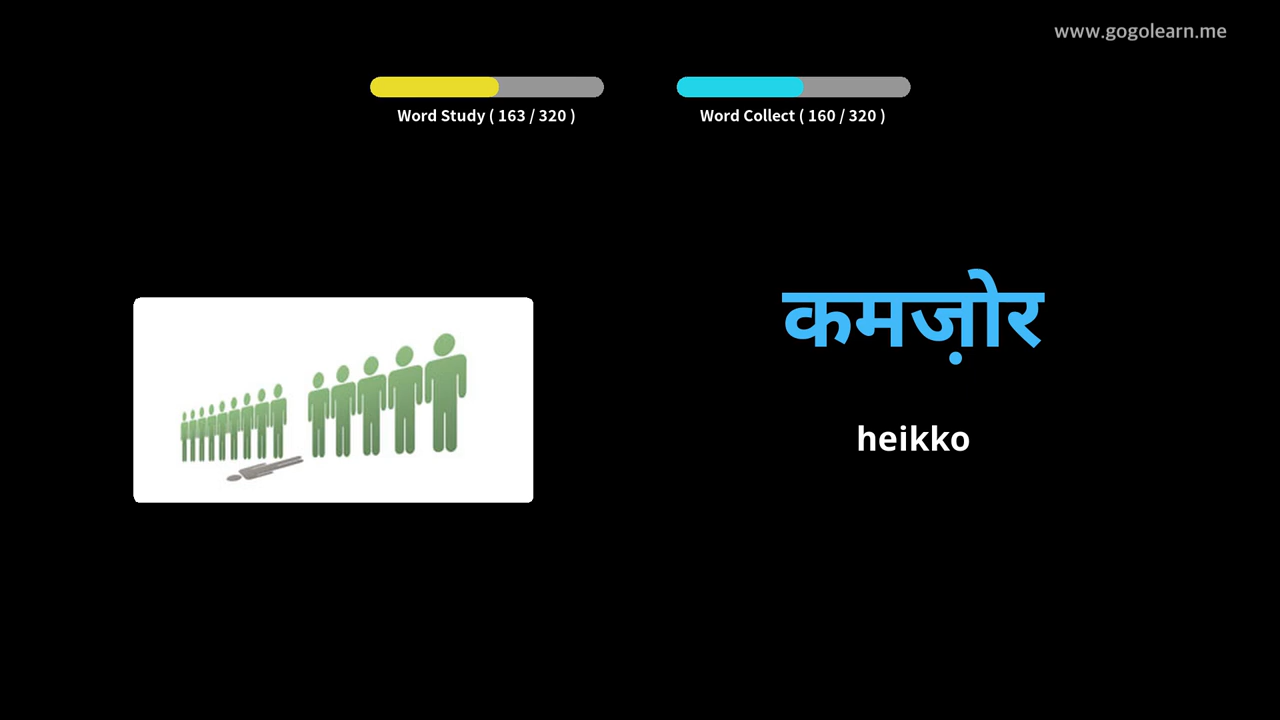 www.gogolearn.me
Word Study ( 163 / 320 )
Word Collect ( 160 / 320 )
कमज़ोर
heikko